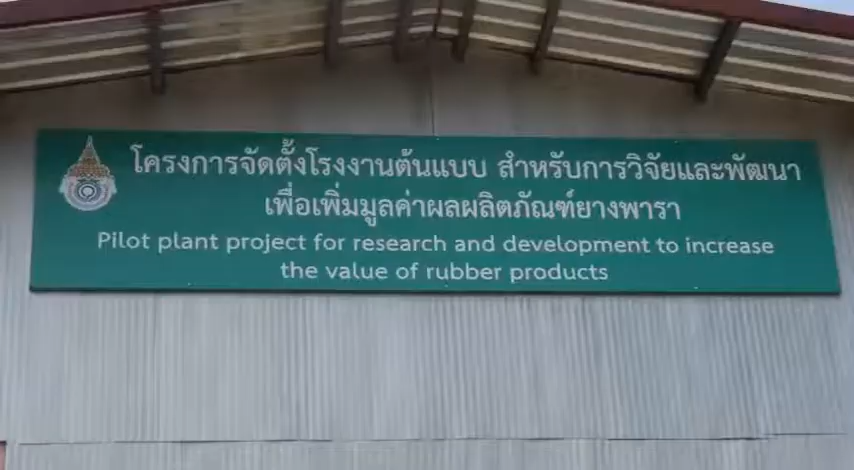 โครงการจัดตั้งโรงงานต้นแบบ สำหรับการวิจัยและพัฒนา
เพื่อเพิ่มมูลค่าผลผลิตภัณฑ์ยางพารา
Pilot plant project for research and development to increase
the value of rubber products